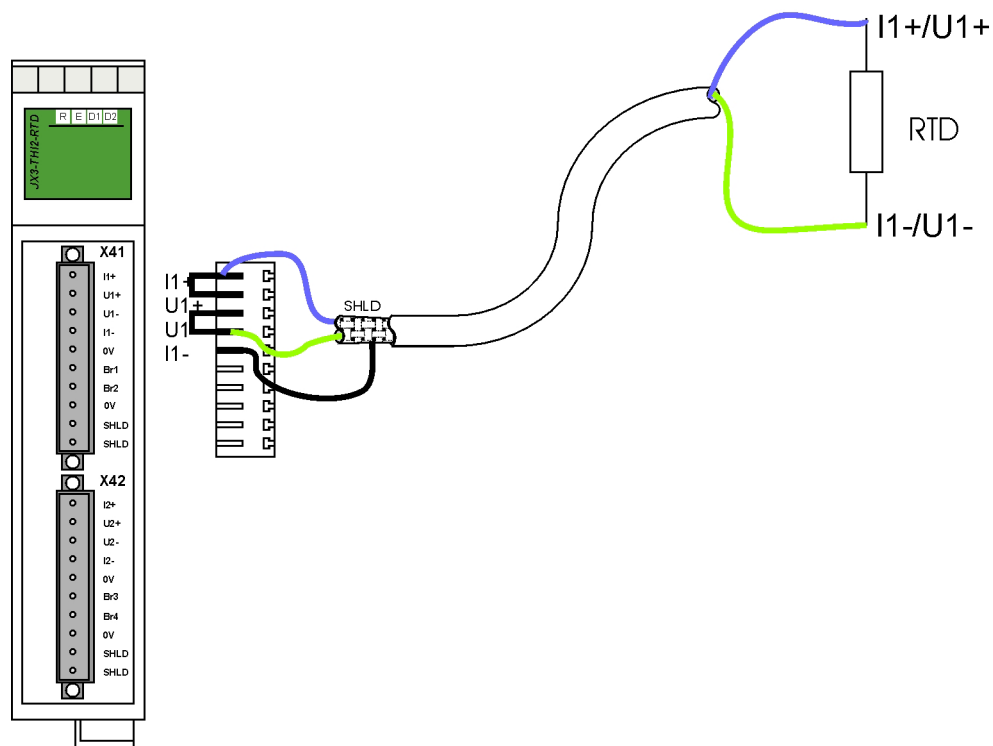 R E D1 D2
JX3-THI2-RTD
X41
I1+
U1+
U1-
I1-
0V
Br1
Br2
0V
SHLD
SHLD
X42
I2+
U2+
U2-
I2-
0V
Br3
Br4
0V
SHLD
SHLD
I1+
U1+
U1
I1-
SHLD
I1+/U1+
RTD
I1-/U1-